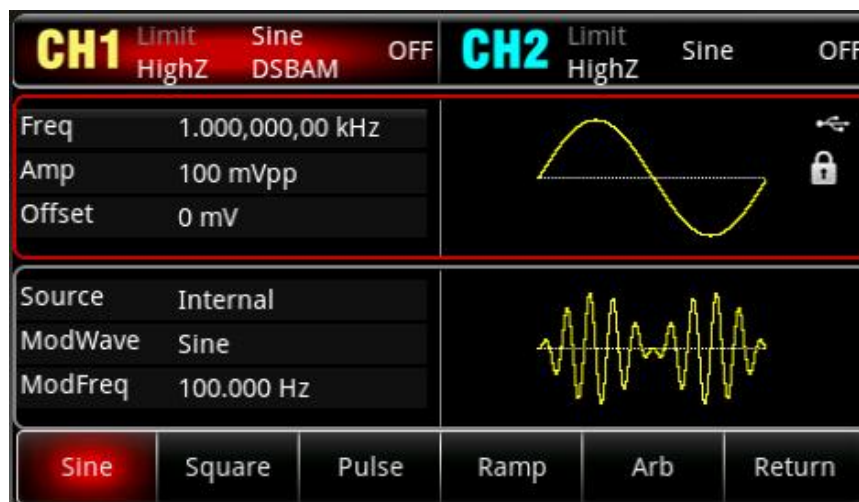 CH1 Limit Sine OFF CH2 Limit Sine OFF
HighZ DSBAM HighZ
Freq 1.000,000,00 kHz
Amp 100 mVpp
Offset 0 mV
Source Internal
ModWave Sine
ModFreq 100.000 Hz
Sine Square Pulse Ramp Arb Return